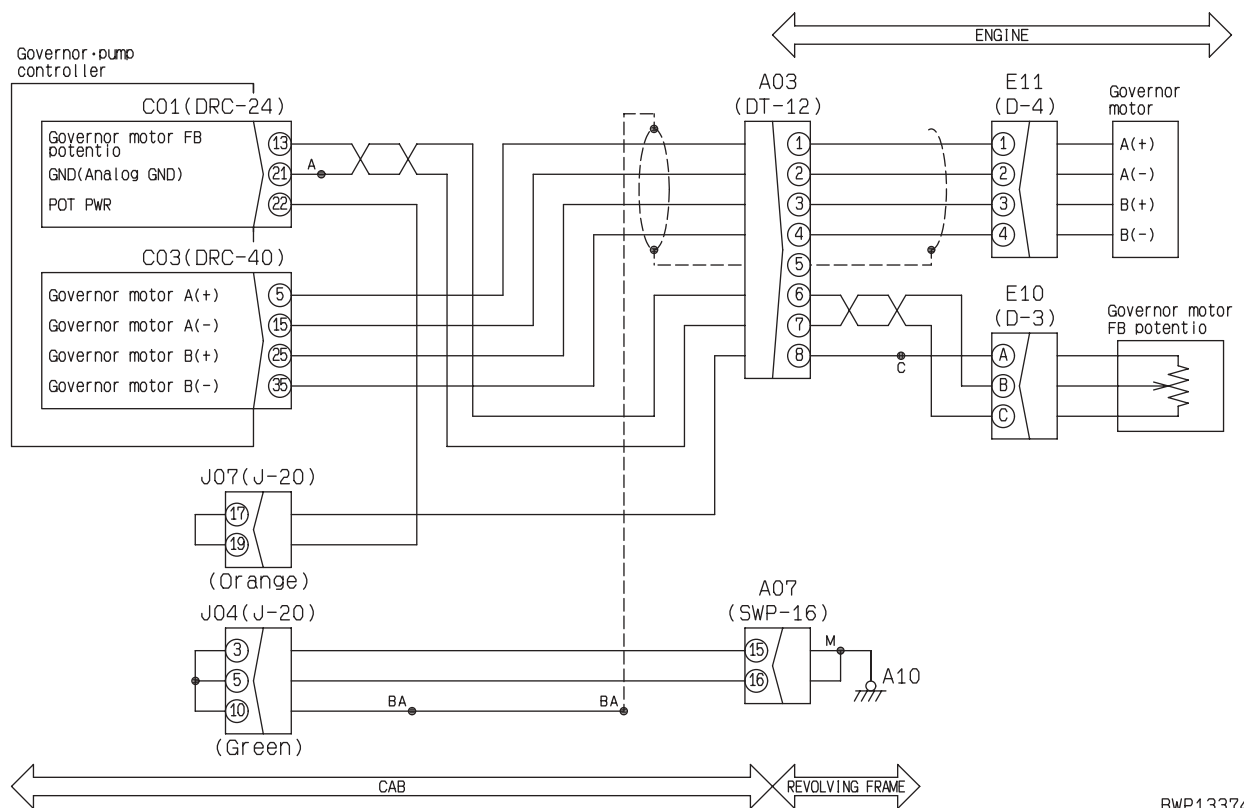 ENGINE
Governor·pump
controller
C01(DRC-24)
Governor motor FB
potentio
13
GND(Analog GND)
21
A
POT PWR
22
C03(DRC-40)
Governor motor A(+)
5
Governor motor A(-)
15
Governor motor B(+)
25
Governor motor B(-)
35
A03
(DT-12)
1
2
3
4
5
6
7
8
C
E11
(D-4)
1
2
3
4
Governor
motor
A(+)
A(-)
B(+)
B(-)
E10
(D-3)
A
B
C
Governor motor
FB potentio
J07(J-20)
17
19
(Orange)
J04(J-20)
3
5
10
(Green)
BA
BA
A07
(SWP-16)
15
16
M
A10
CAB
REVOLVING FRAME